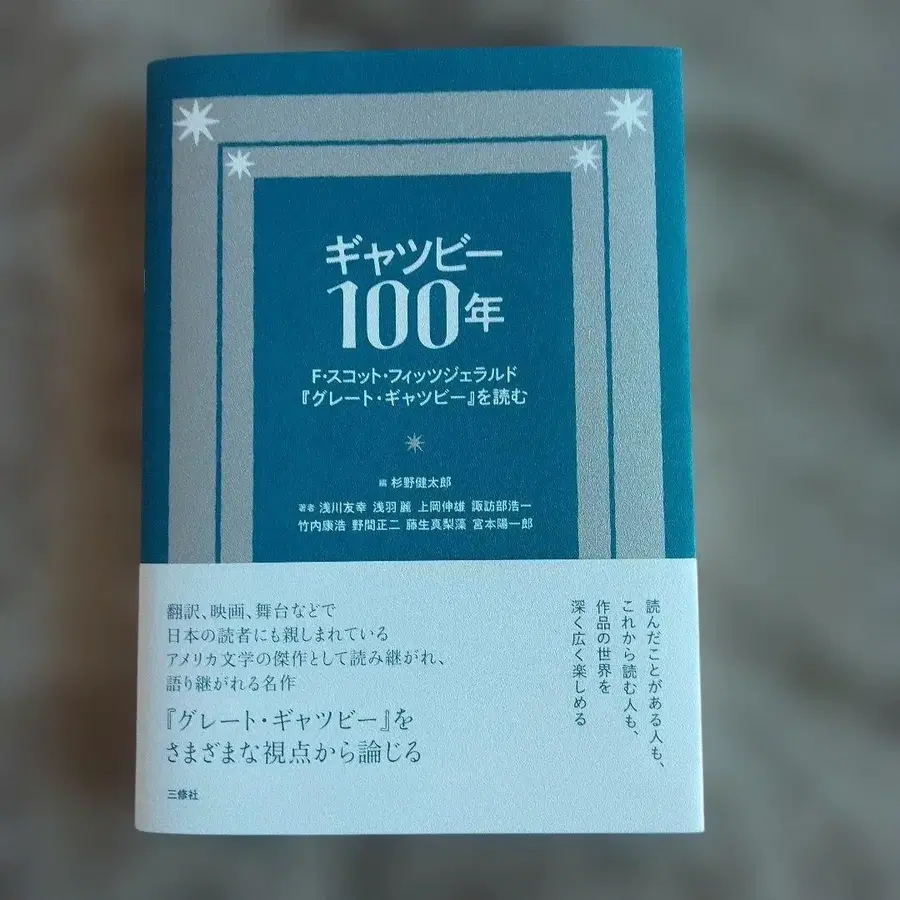 ギャツビー
100年
F・スコット・フィッツジェラルド
『グレート・ギャツビー』を読む
編 杉野健太郎
著者 浅川友幸 浅羽麗 上岡伸雄 諏訪部浩一
竹内康浩 野間正二 藤生真梨藻 宮本陽一郎
読んだことがある人も、
これから読む人も、
作品の世界を
深く広く楽しめる
翻訳、映画、舞台などで
日本の読者にも親しまれている
アメリカ文学の傑作として読み継がれ、
語り継がれる名作
『グレート・ギャツビー』を
さまざまな視点から論じる
三修社